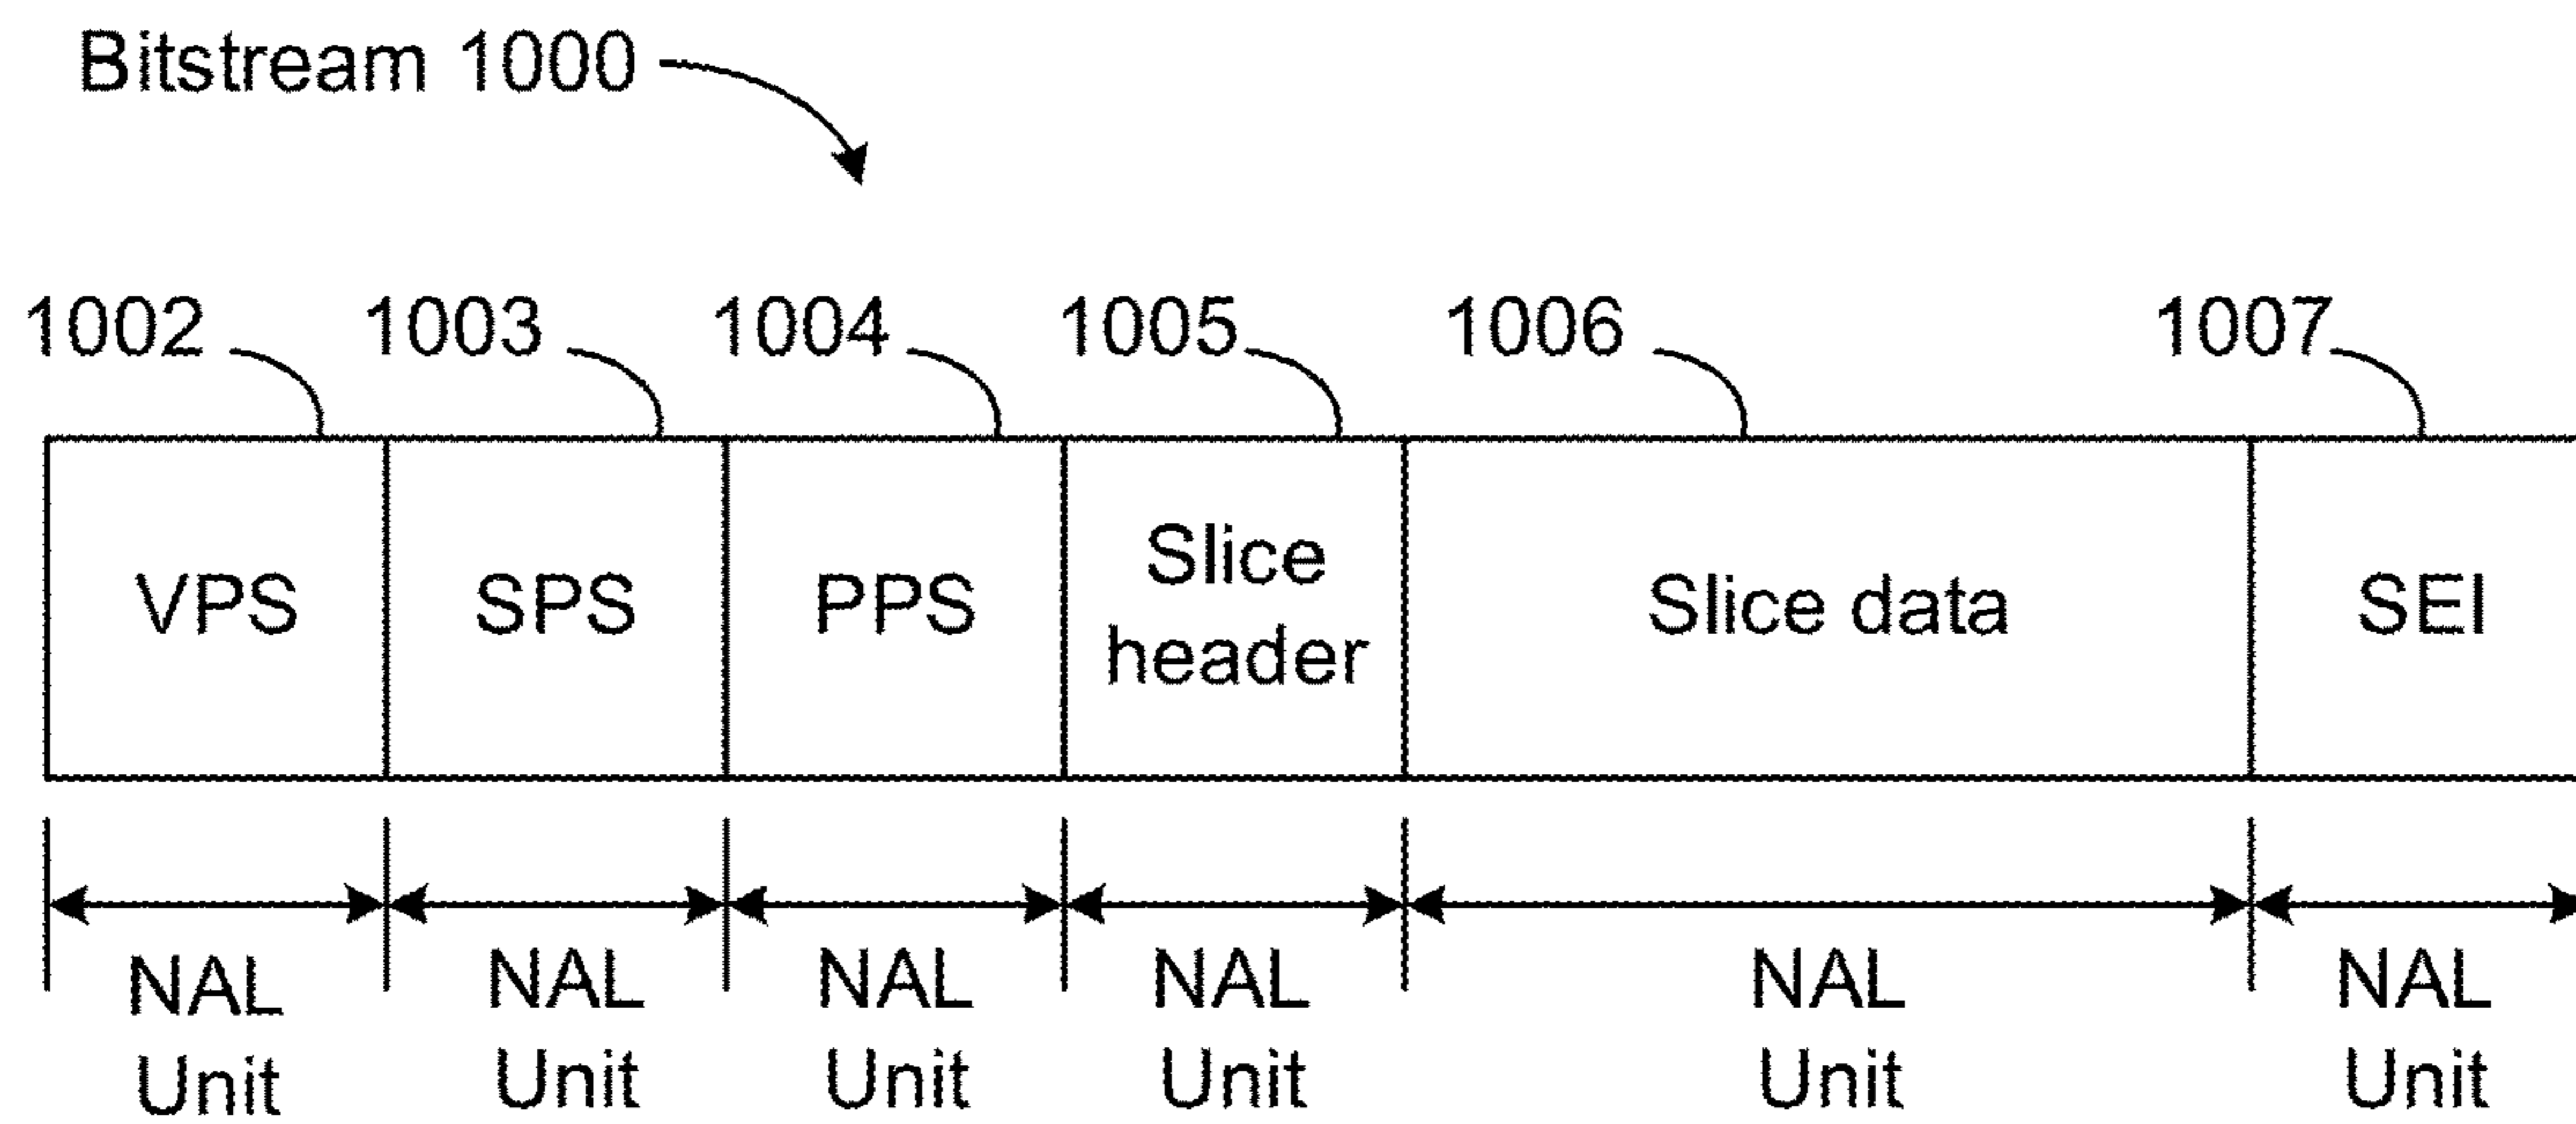 Bitstream 1000
1002 1003 1004 1005 1006 1007
VPS SPS PPS Slice header Slice data SEI
NAL Unit NAL Unit NAL Unit NAL Unit NAL Unit NAL Unit